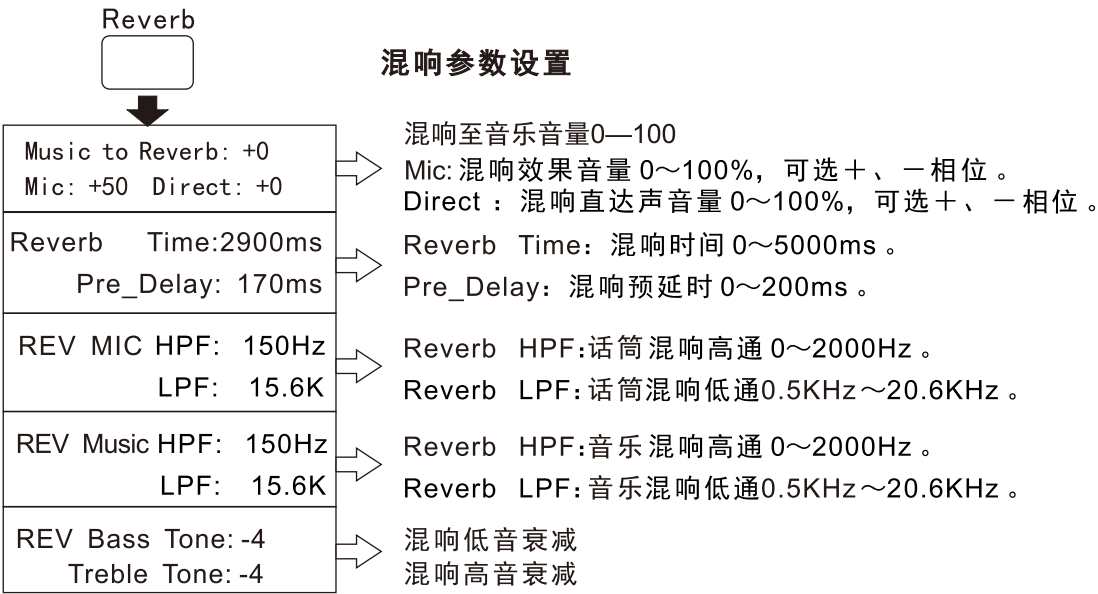 Reverb
混响参数设置
Music to Reverb: +0
Mic: +50 Direct: +0
混响至音乐音量0—100
Mic: 混响效果音量 0～100%，可选＋、－相位。
Direct ：混响直达声音量 0～100%，可选＋、－相位。
Reverb Time:2900ms
Pre_Delay: 170ms
Reverb Time：混响时间 0～5000ms。
Pre_Delay：混响预延时 0～200ms。
REV MIC HPF: 150Hz
LPF: 15.6K
Reverb HPF:话筒混响高通 0～2000Hz。
Reverb LPF:话筒混响低通0.5KHz～20.6KHz。
REV Music HPF: 150Hz
LPF: 15.6K
Reverb HPF:音乐混响高通 0～2000Hz。
Reverb LPF:音乐混响低通0.5KHz～20.6KHz。
REV Bass Tone: -4
Treble Tone: -4
混响低音衰减
混响高音衰减